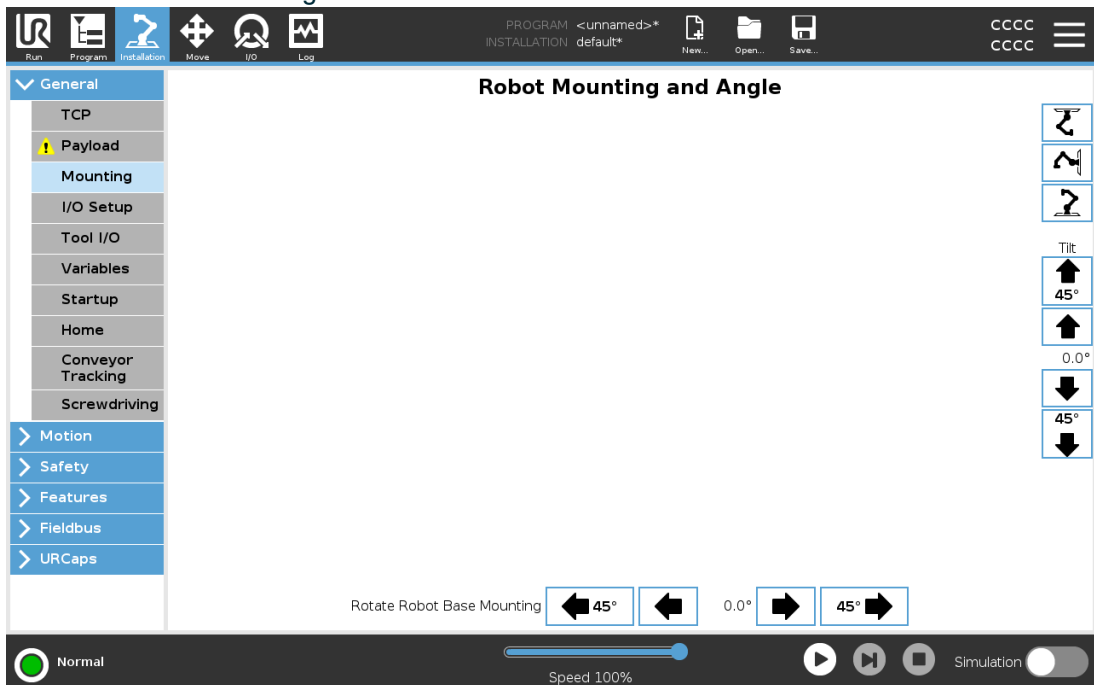 PROGRAM <unnamed>*
INSTALLATION default*
UR
Run
Program
Installation
Move
I/O
Log
New...
Open...
Save...
CCCC
CCCC
General
TCP
Payload
Mounting
I/O Setup
Tool I/O
Variables
Startup
Home
Conveyor
Tracking
Screwdriving
Motion
Safety
Features
Fieldbus
URCaps
Robot Mounting and Angle
Tilt
45°
0.0°
45°
Rotate Robot Base Mounting 45° 0.0° 45°
Normal
Speed 100%
Simulation